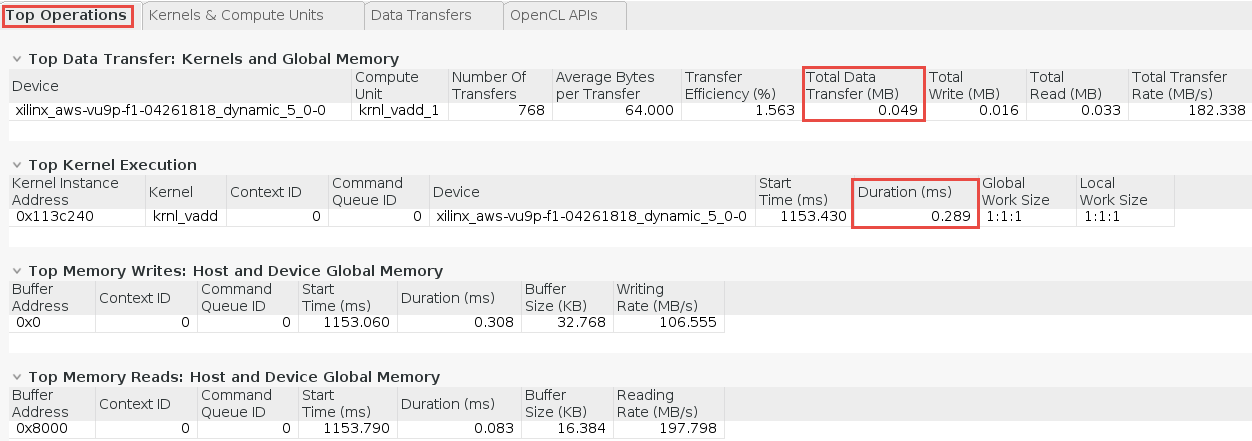 Top Operations Kernels & Compute Units Data Transfers OpenCL APIs
Top Data Transfer: Kernels and Global Memory
Device Compute Unit Number Of Transfers Average Bytes per Transfer Transfer Efficiency (%) Total Data Transfer (MB) Total Write (MB) Total Read (MB) Total Transfer Rate (MB/s)
xilinx_aws-vu9p-f1-04261818_dynamic_5_0-0 krnl_vadd_1 768 64.000 1.563 0.049 0.016 0.033 182.338
Top Kernel Execution
Kernel Instance Address Kernel Context ID Command Queue ID Device Start Time (ms) Duration (ms) Global Work Size Local Work Size
0x113c240 krnl_vadd 0 0 xilinx_aws-vu9p-f1-04261818_dynamic_5_0-0 1153.430 0.289 1:1:1 1:1:1
Top Memory Writes: Host and Device Global Memory
Buffer Address Context ID Command Queue ID Start Time (ms) Duration (ms) Buffer Size (KB) Writing Rate (MB/s)
0x0 0 0 1153.060 0.308 32.768 106.555
Top Memory Reads: Host and Device Global Memory
Buffer Address Context ID Command Queue ID Start Time (ms) Duration (ms) Buffer Size (KB) Reading Rate (MB/s)
0x8000 0 0 1153.790 0.083 16.384 197.798